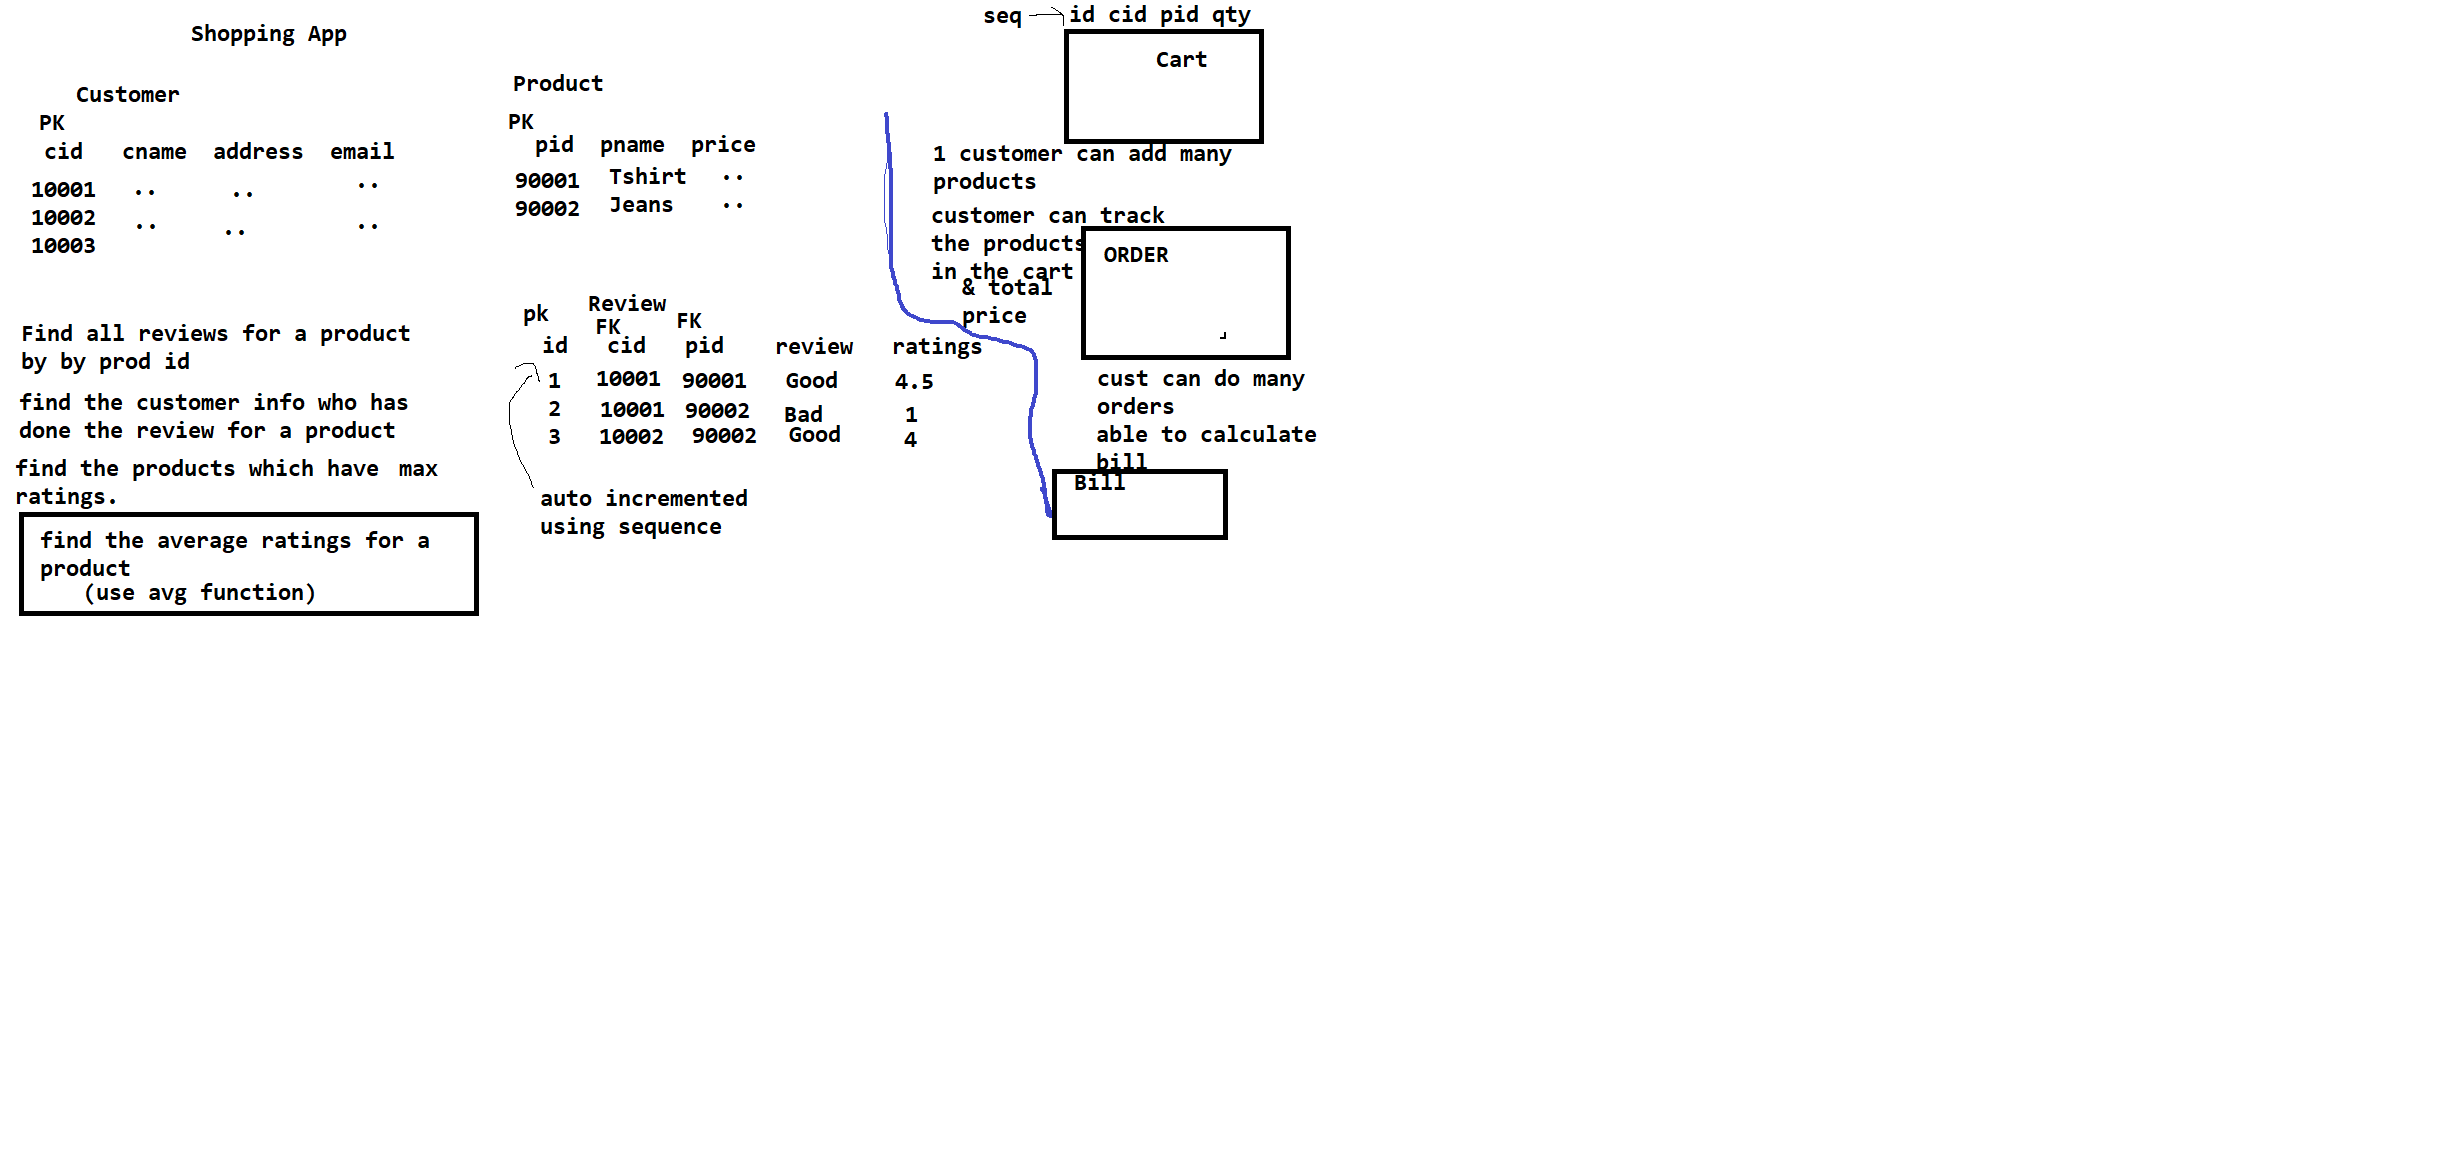 Shopping App
Customer
PK
cid cname address email
10001 .. .. ..
10002 .. .. ..
10003
Product
PK
pid pname price
90001 Tshirt ..
90002 Jeans ..
Find all reviews for a product
by by prod id
find the customer info who has
done the review for a product
find the products which have max
ratings.
find the average ratings for a
product
(use avg function)
Review
pk FK FK
id cid pid review ratings
1 10001 90001 Good 4.5
2 10001 90002 Bad 1
3 10002 90002 Good 4
auto incremented
using sequence
seq id cid pid qty
Cart
1 customer can add many
products
customer can track
the products
in the cart
& total
price
ORDER
cust can do many
orders
able to calculate
bill
Bill